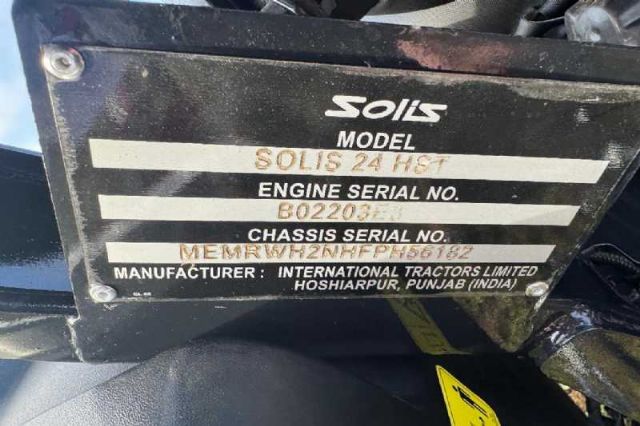 Solis
MODEL
SOLIS 24 HST
ENGINE SERIAL NO.
CHASSIS SERIAL NO.
MEMRWH2NHFPH56182
MANUFACTURER : INTERNATIONAL TRACTORS LIMITED
HOSHIARPUR, PUNJAB (INDIA)